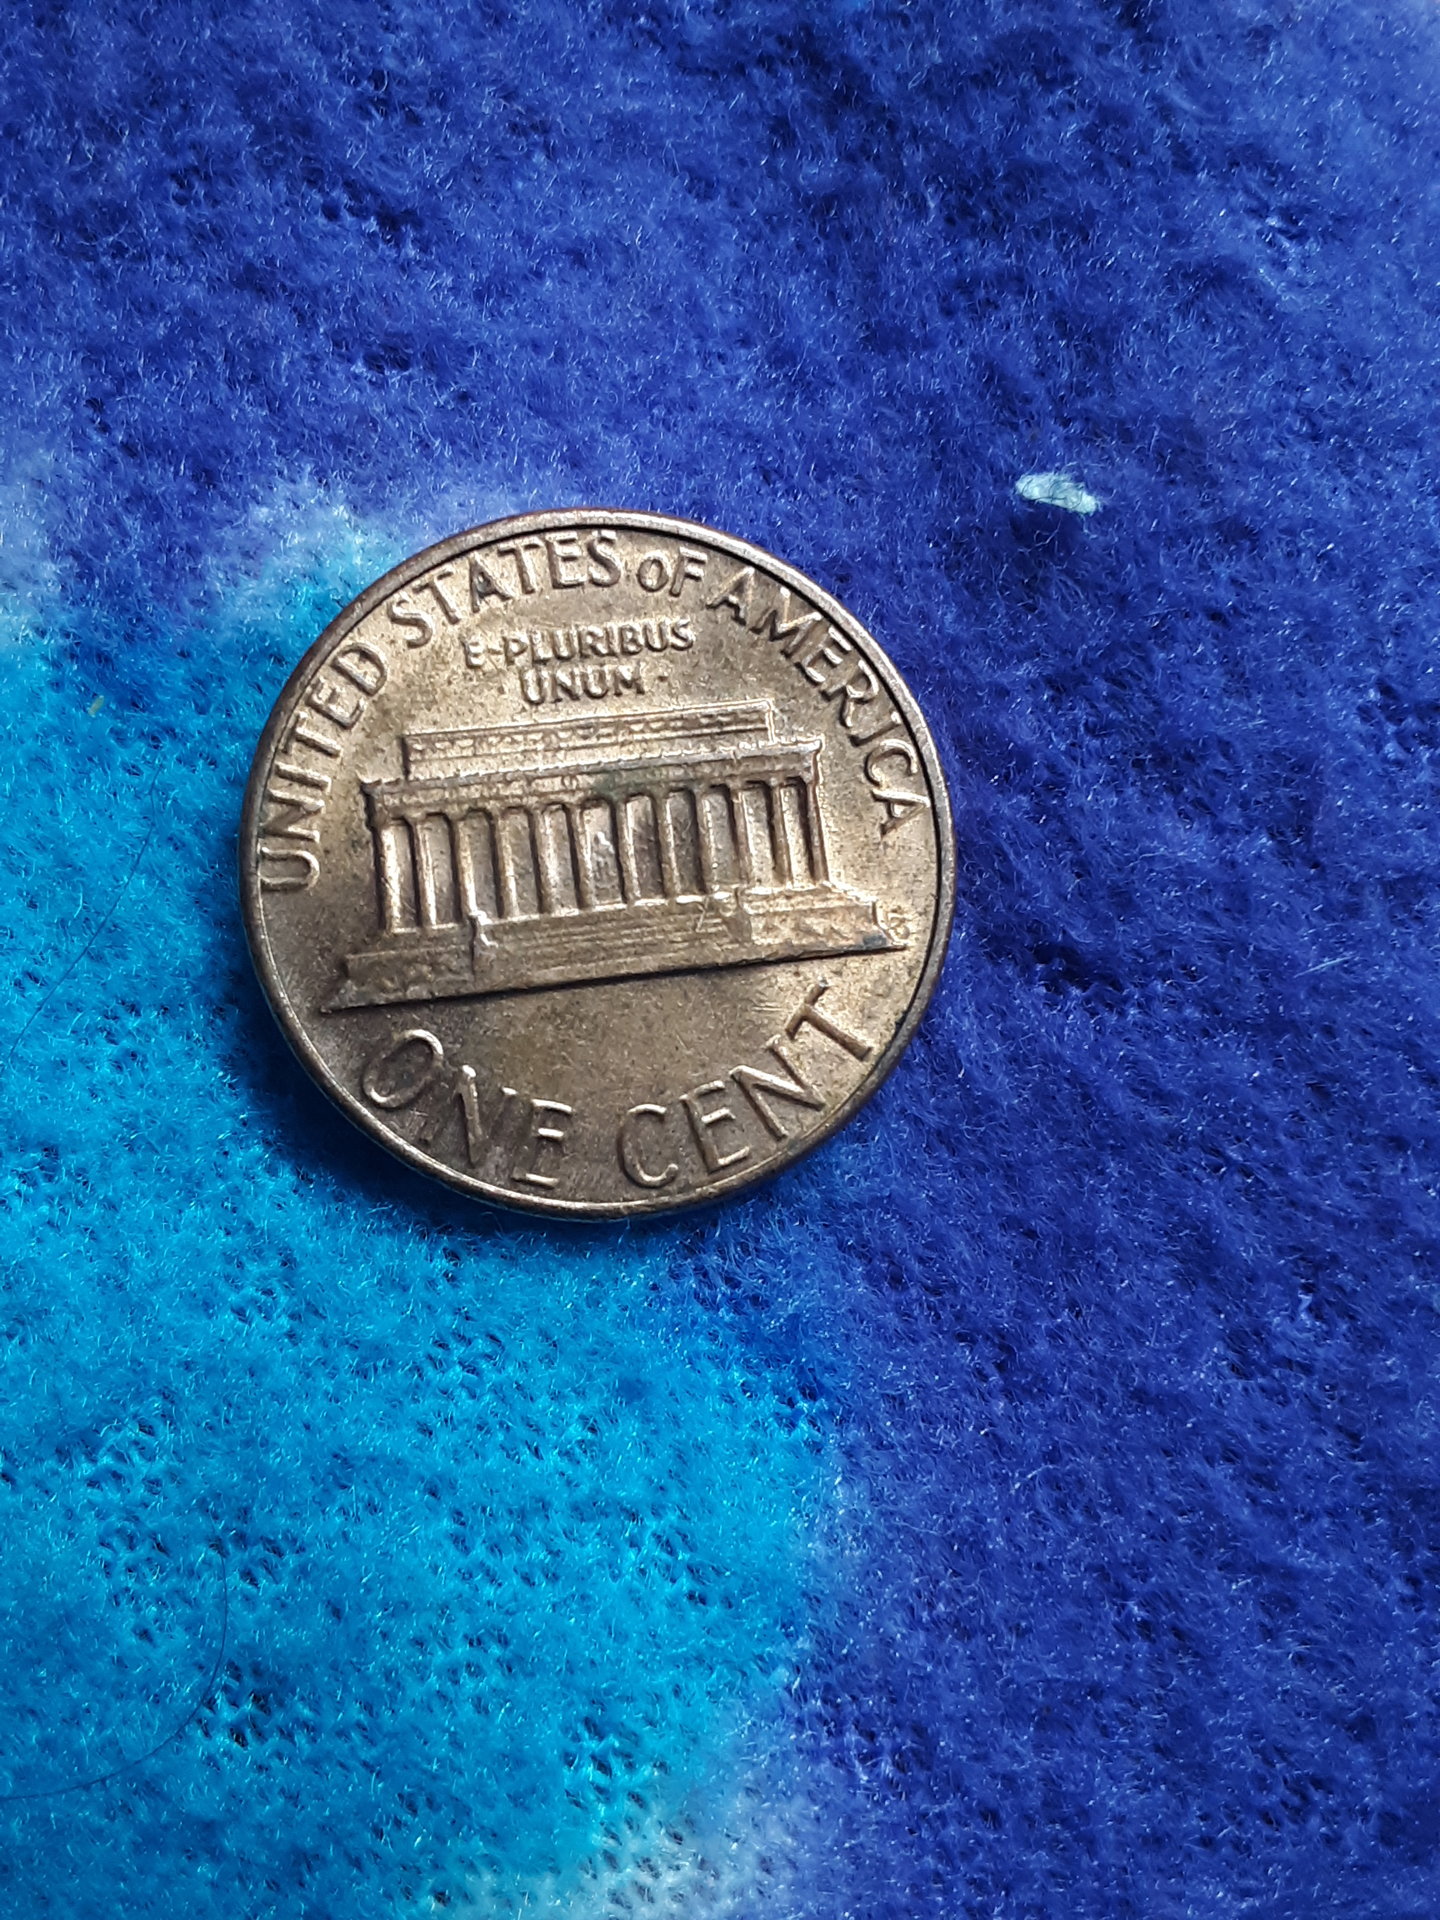 UNITED STATES OF AMERICA
E·PLURIBUS
UNUM
ONE CENT